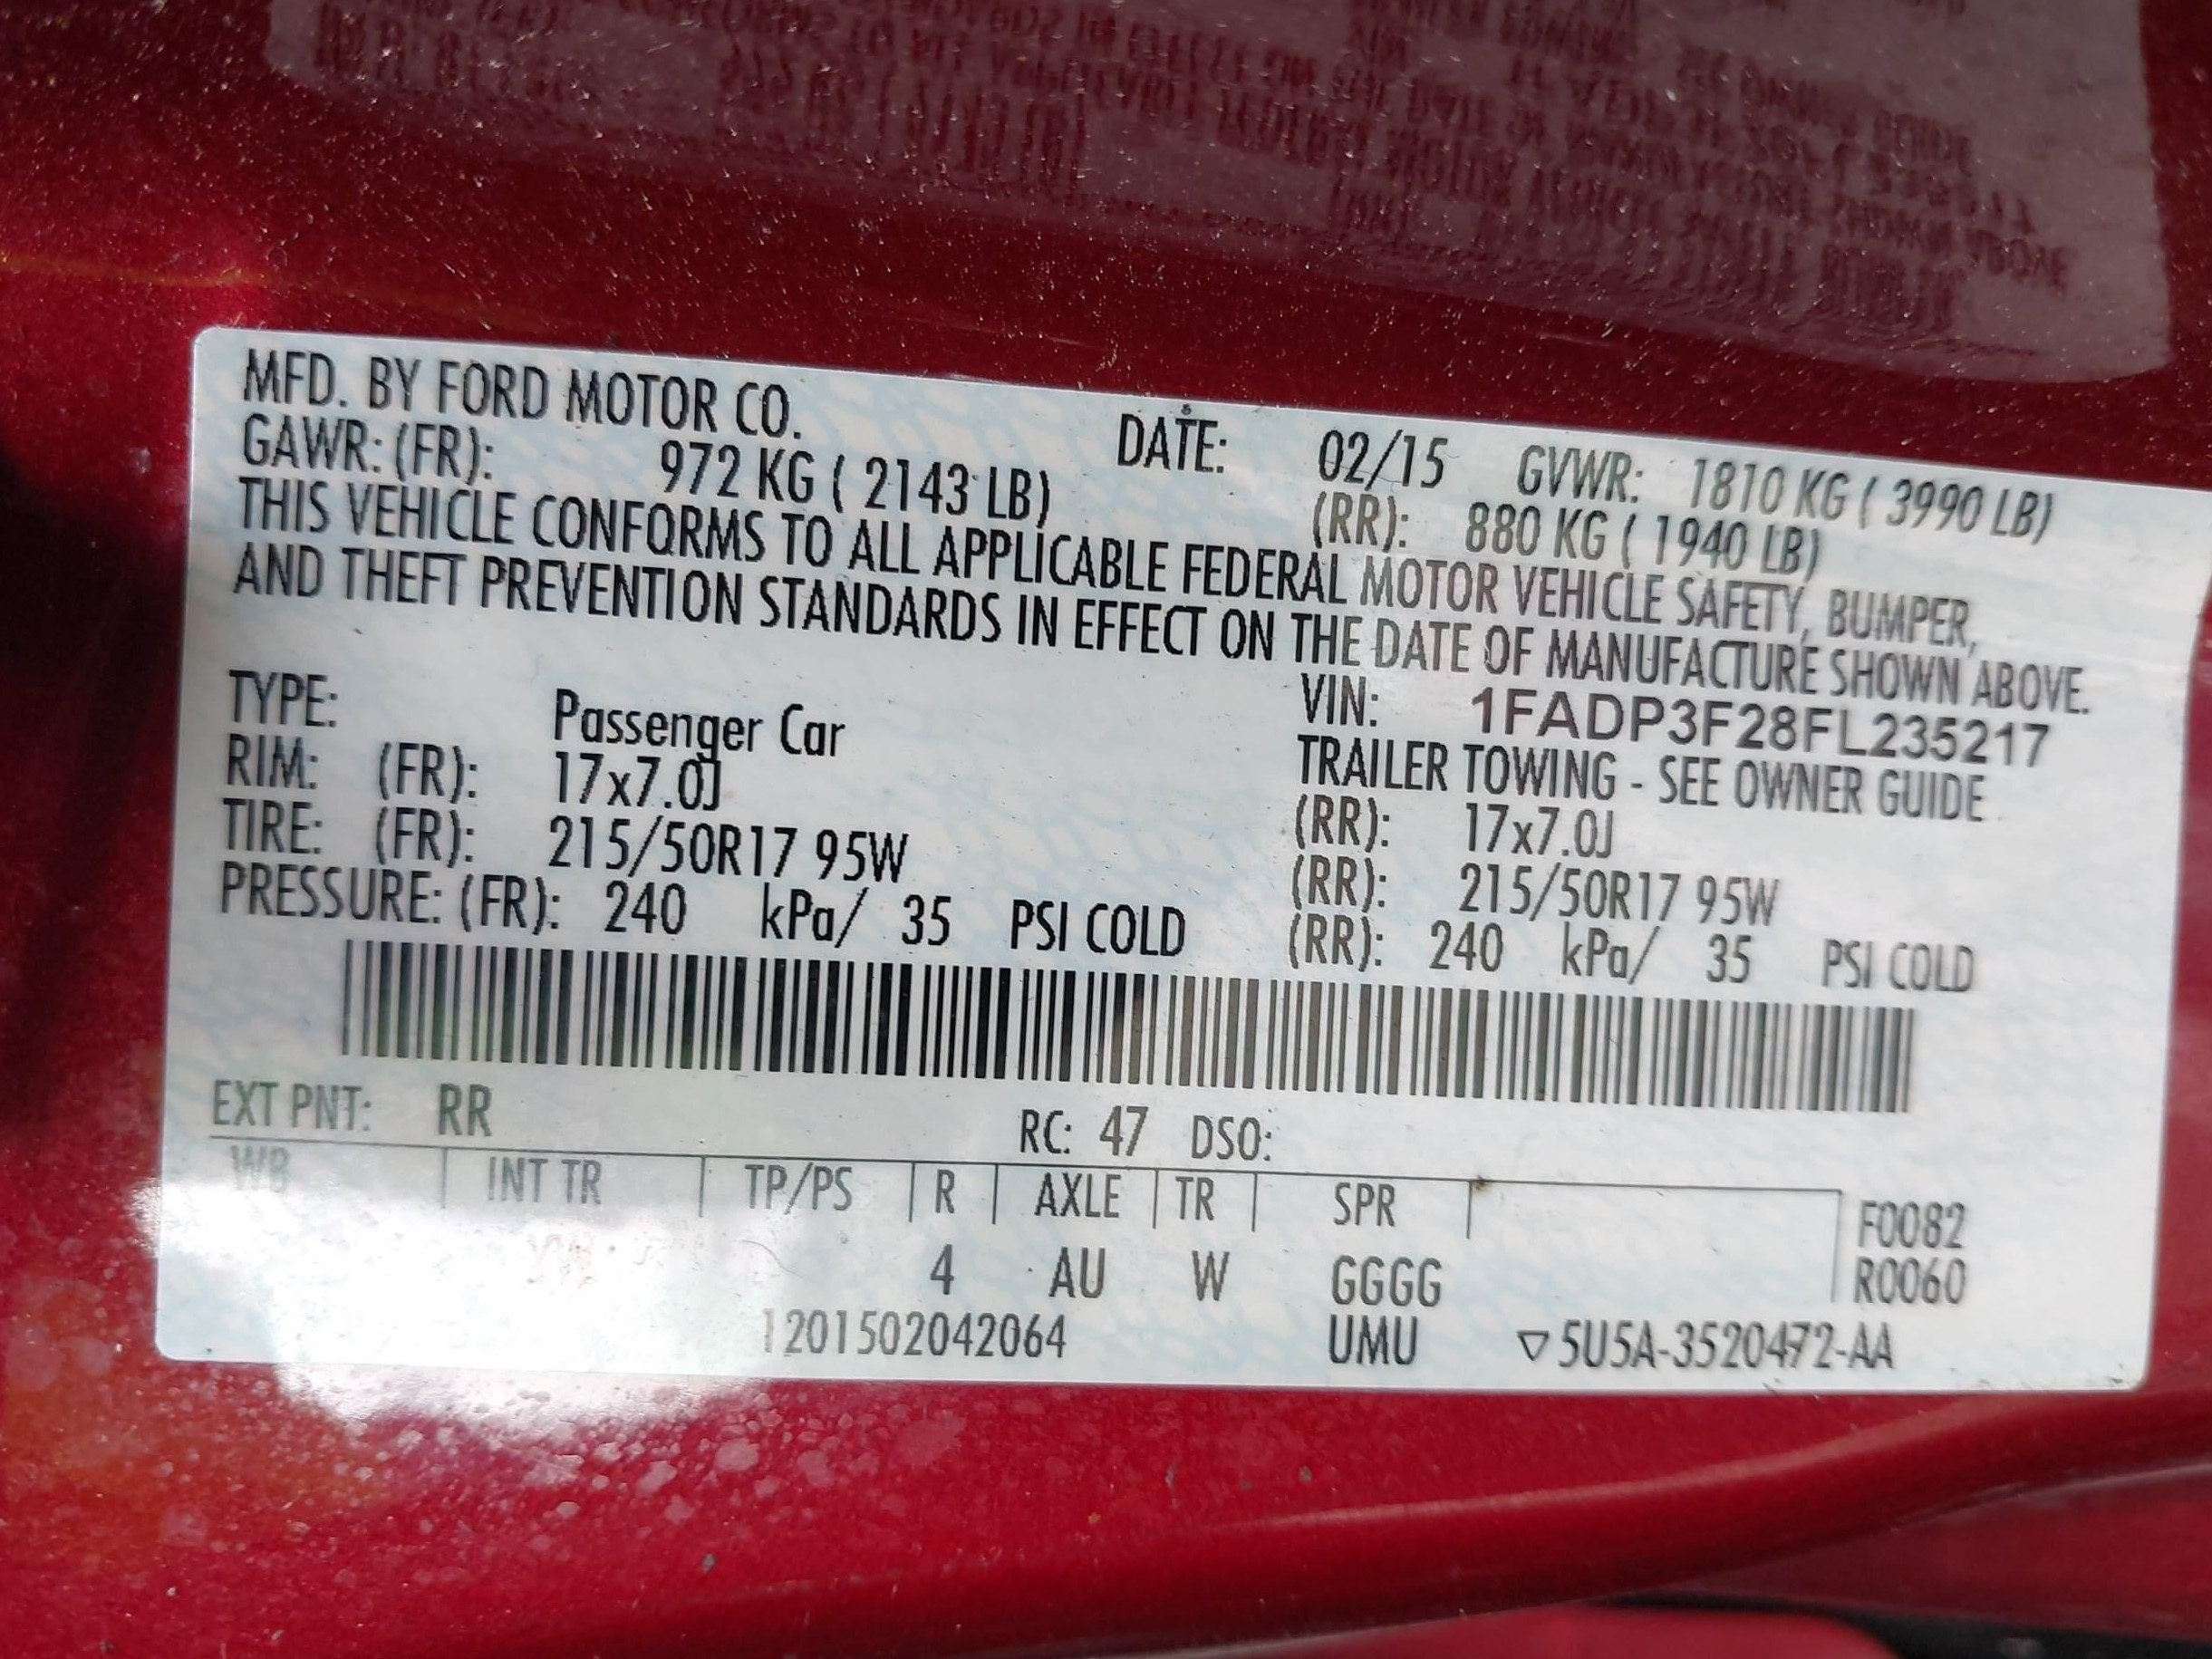 MFD. BY FORD MOTOR CO.
DATE: 02/15 GVWR: 1810 KG ( 3990 LB)
GAWR: (FR): 972 KG ( 2143 LB) (RR): 880 KG ( 1940 LB)
THIS VEHICLE CONFORMS TO ALL APPLICABLE FEDERAL MOTOR VEHICLE SAFETY, BUMPER,
AND THEFT PREVENTION STANDARDS IN EFFECT ON THE DATE OF MANUFACTURE SHOWN ABOVE.
VIN: 1FADP3F28FL235217
TYPE: Passenger Car TRAILER TOWING - SEE OWNER GUIDE
RIM: (FR): 17x7.0J (RR): 17x7.0J
TIRE: (FR): 215/50R17 95W (RR): 215/50R17 95W
PRESSURE: (FR): 240 kPa/ 35 PSI COLD (RR): 240 kPa/ 35 PSI COLD
EXT PNT: RR RC: 47 DSO:
WB INT TR TP/PS R AXLE TR SPR F0082
4 AU W GGGG R0060
1201502042064 UMU ▽5U5A-3520472-AA